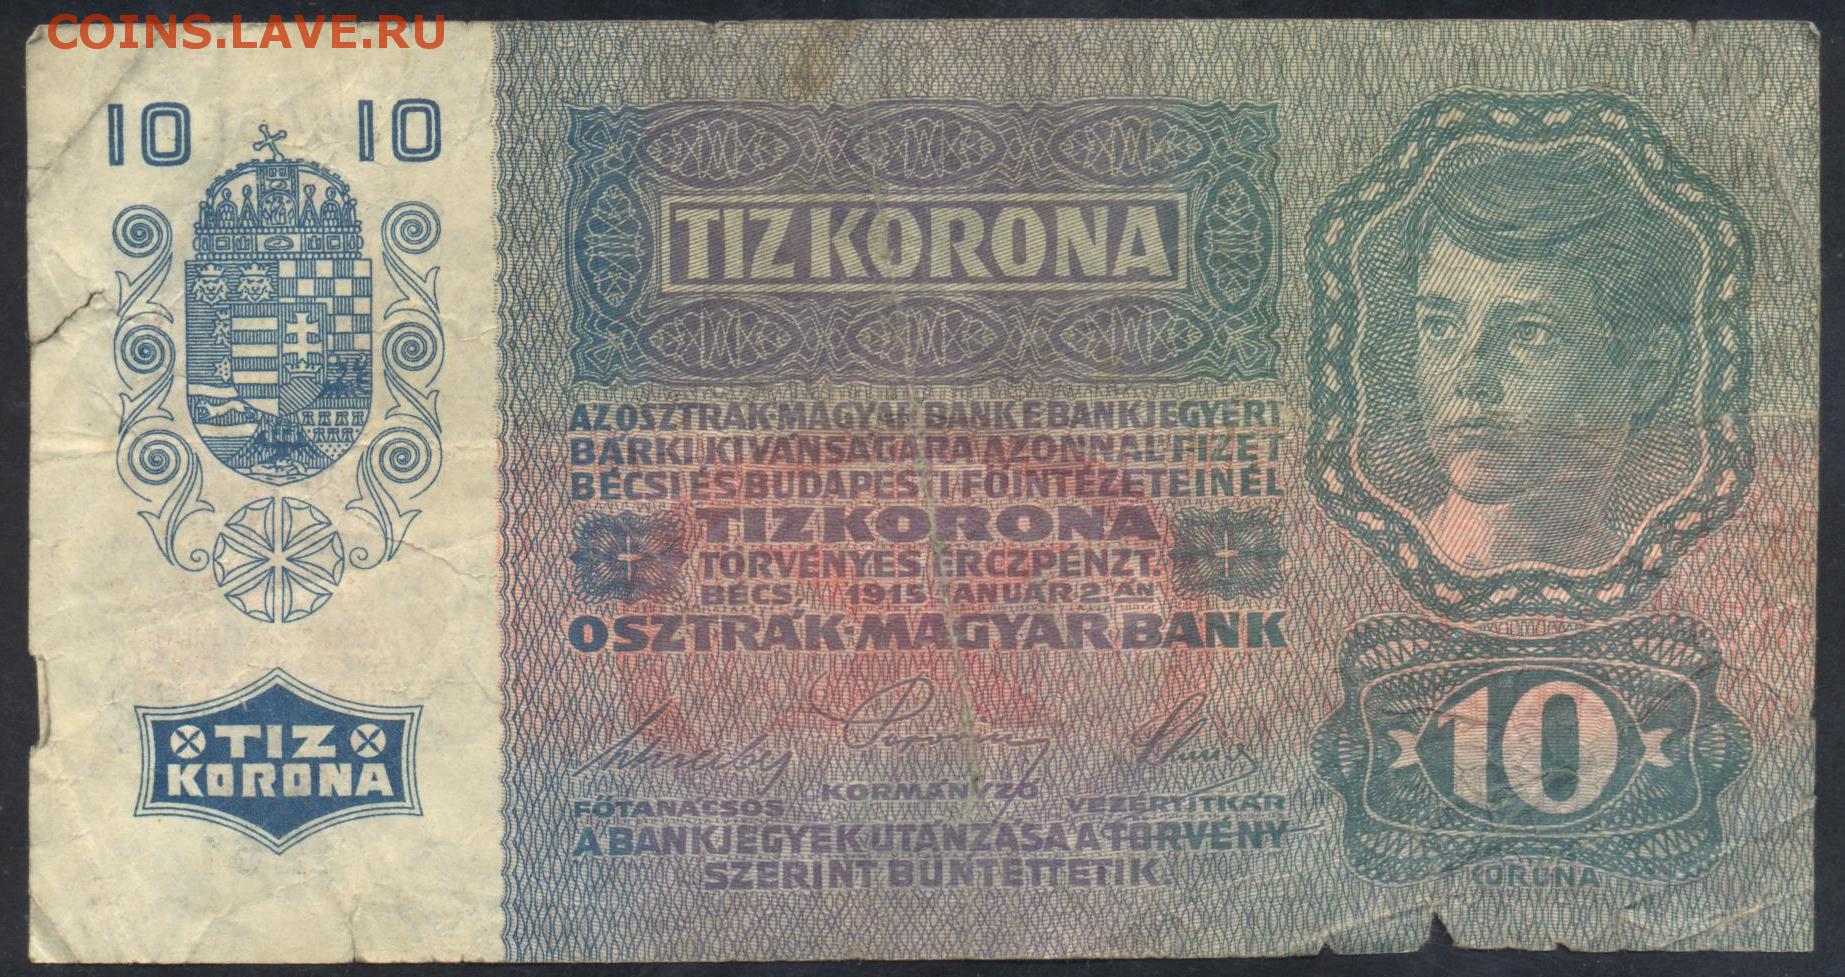 COINS.LAVE.RU
10 10
TIZ KORONA
AZ OSZTRÁK-MAGYAR BANK E BANKJEGYÉRT
BÁRKI KIVÁNSÁGÁRA AZONNAL FIZET
BÉCSI ÉS BUDAPESTI FŐINTÉZETEINÉL
TIZ KORONA
TÖRVÉNYES ÉRCZPÉNZT.
BÉCS, 1915 JANUÁR 2.ÁN
OSZTRÁK-MAGYAR BANK
FŐTANÁCSOS KORMÁNYZÓ VEZÉRTITKÁR
A BANKJEGYEK UTÁNZÁSA A TÖRVÉNY
SZERINT BÜNTETTETIK.
TIZ
KORONA
10
KORONA